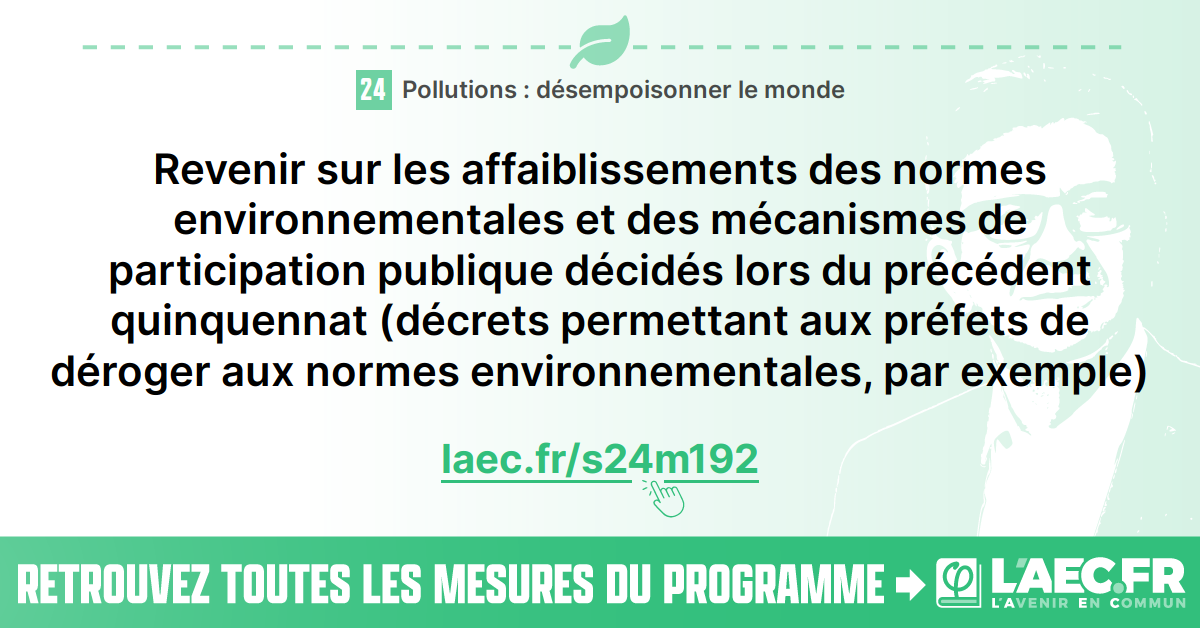 24 Pollutions : désempoisonner le monde
Revenir sur les affaiblissements des normes
environnementales et des mécanismes de
participation publique décidés lors du précédent
quinquennat (décrets permettant aux préfets de
déroger aux normes environnementales, par exemple)
laec.fr/s24m192
RETROUVEZ TOUTES LES MESURES DU PROGRAMME
L'AEC.FR
L'AVENIR EN COMMUN